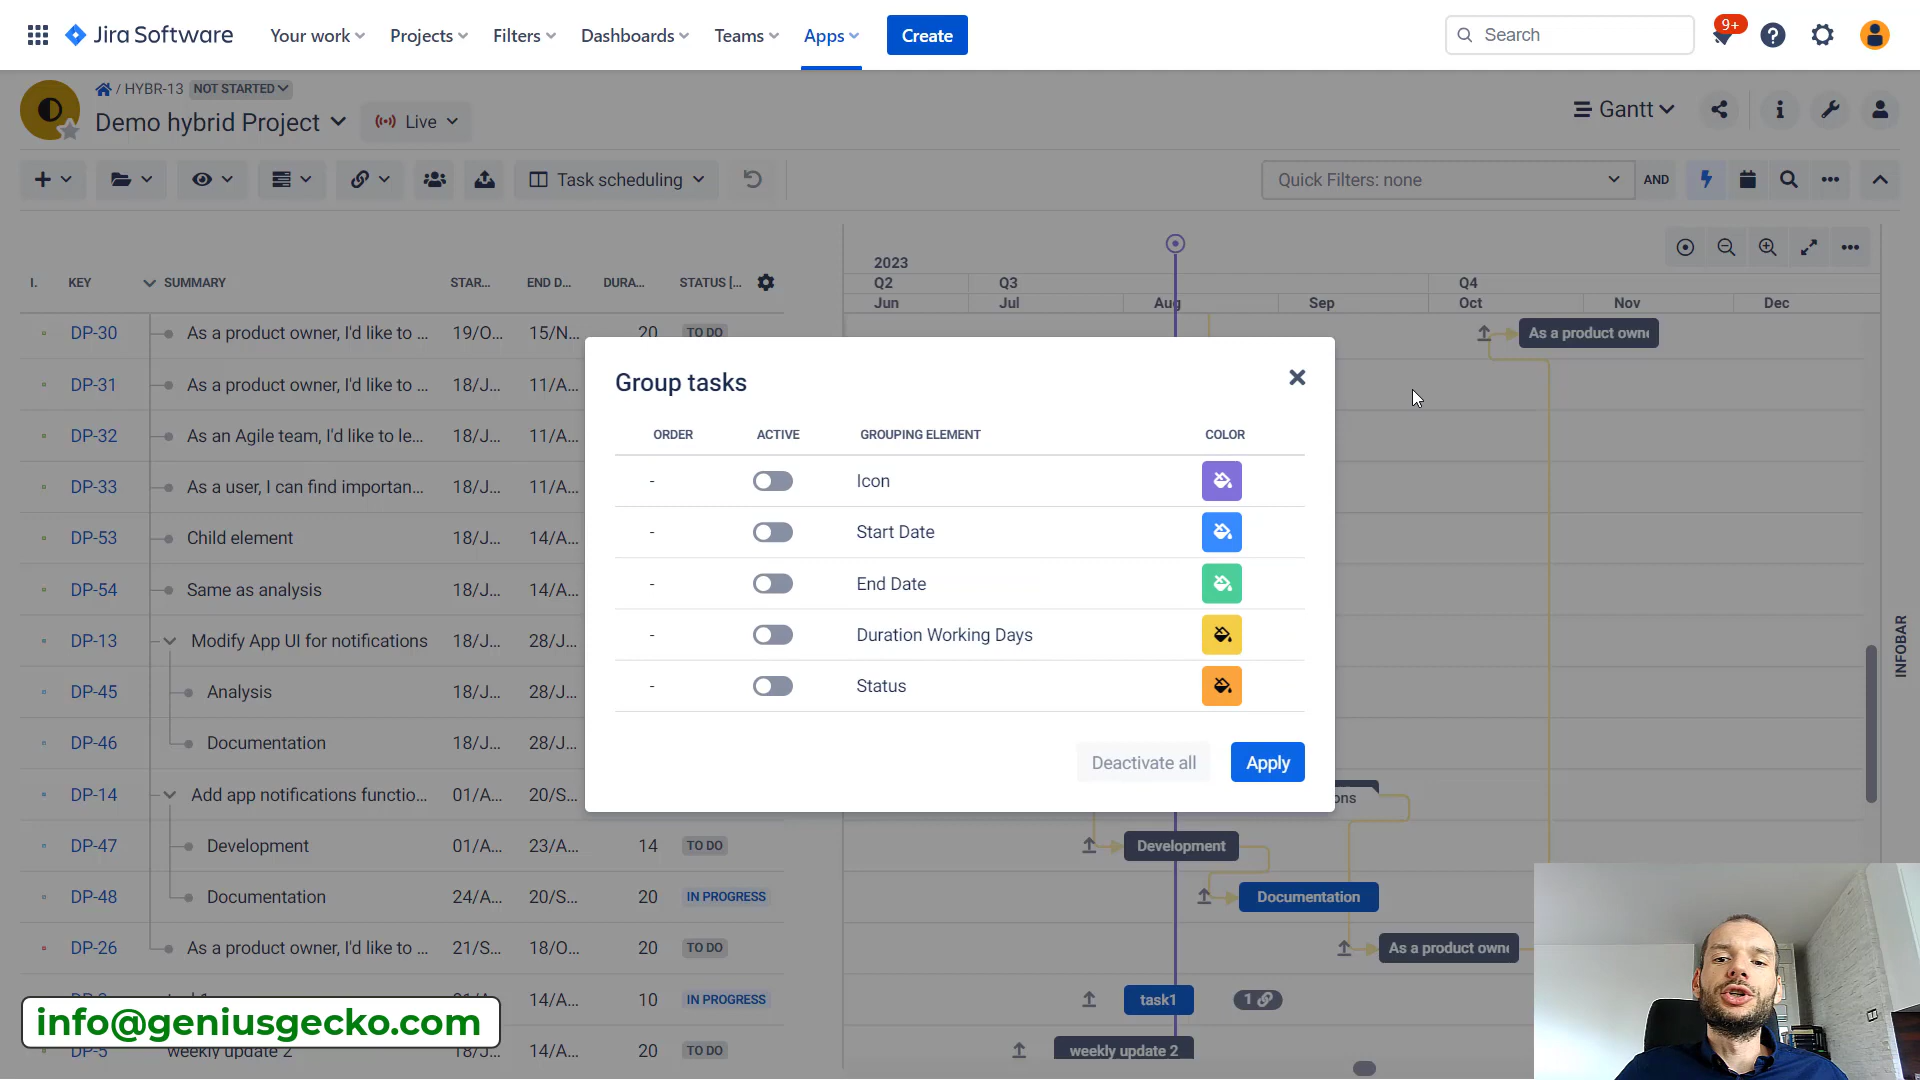 Jira Software Your work Projects Filters Dashboards Teams Apps Create Search 9+
/ HYBR-13 NOT STARTED
Demo hybrid Project Live Gantt
Task scheduling Quick Filters: none AND
2023
Q2 Q3 Q4
I. KEY SUMMARY STAR... END D... DURA... STATUS [...
Jun Jul Aug Sep Oct Nov Dec
DP-30 As a product owner, I'd like to ... 19/O... 15/N... 20 TO DO As a product owne
DP-31 As a product owner, I'd like to ... 18/J... 11/A...
DP-32 As an Agile team, I'd like to le... 18/J... 11/A...
DP-33 As a user, I can find importan... 18/J... 11/A...
DP-53 Child element 18/J... 14/A...
DP-54 Same as analysis 18/J... 14/A...
DP-13 Modify App UI for notifications 18/J... 28/J...
DP-45 Analysis 18/J... 28/J...
DP-46 Documentation 18/J... 28/J...
DP-14 Add app notifications functio... 01/A... 20/S... ons
DP-47 Development 01/A... 23/A... 14 TO DO Development
DP-48 Documentation 24/A... 20/S... 20 IN PROGRESS Documentation
DP-26 As a product owner, I'd like to ... 21/S... 18/O... 20 TO DO As a product owne
14/A... 10 IN PROGRESS task1 1
DP-5 weekly update 2 18/J... 14/A... 20 TO DO weekly update 2
Group tasks
ORDER ACTIVE GROUPING ELEMENT COLOR
- Icon
- Start Date
- End Date
- Duration Working Days
- Status
Deactivate all Apply
INFOBAR
info@geniusgecko.com